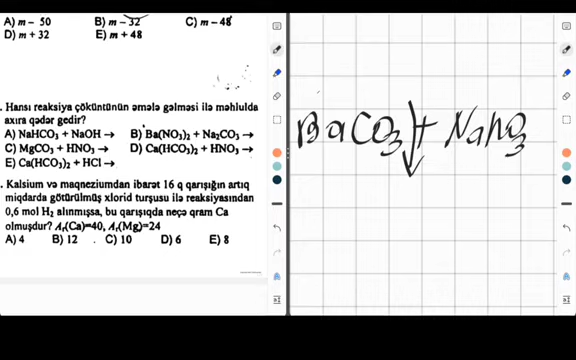 A) m – 50 B) m – 32 C) m – 48
D) m + 32 E) m + 48
. Hansı reaksiya çöküntünün əmələ gəlməsi ilə məhlulda
axıra qədər gedir?
A) NaHCO₃ + NaOH → B) Ba(NO₃)₂ + Na₂CO₃ →
C) MgCO₃ + HNO₃ → D) Ca(HCO₃)₂ + HNO₃ →
E) Ca(HCO₃)₂ + HCl →
. Kalsium və maqneziumdan ibarət 16 q qarışığın artıq
miqdarda götürülmüş xlorid turşusu ilə reaksiyasından
0,6 mol H₂ alınmışsa, bu qarışıqda neçə qram Ca
olmuşdur? Aᵣ(Ca)=40, Aᵣ(Mg)=24
A) 4 B) 12 C) 10 D) 6 E) 8
BaCO₃↓ + NaNO₃